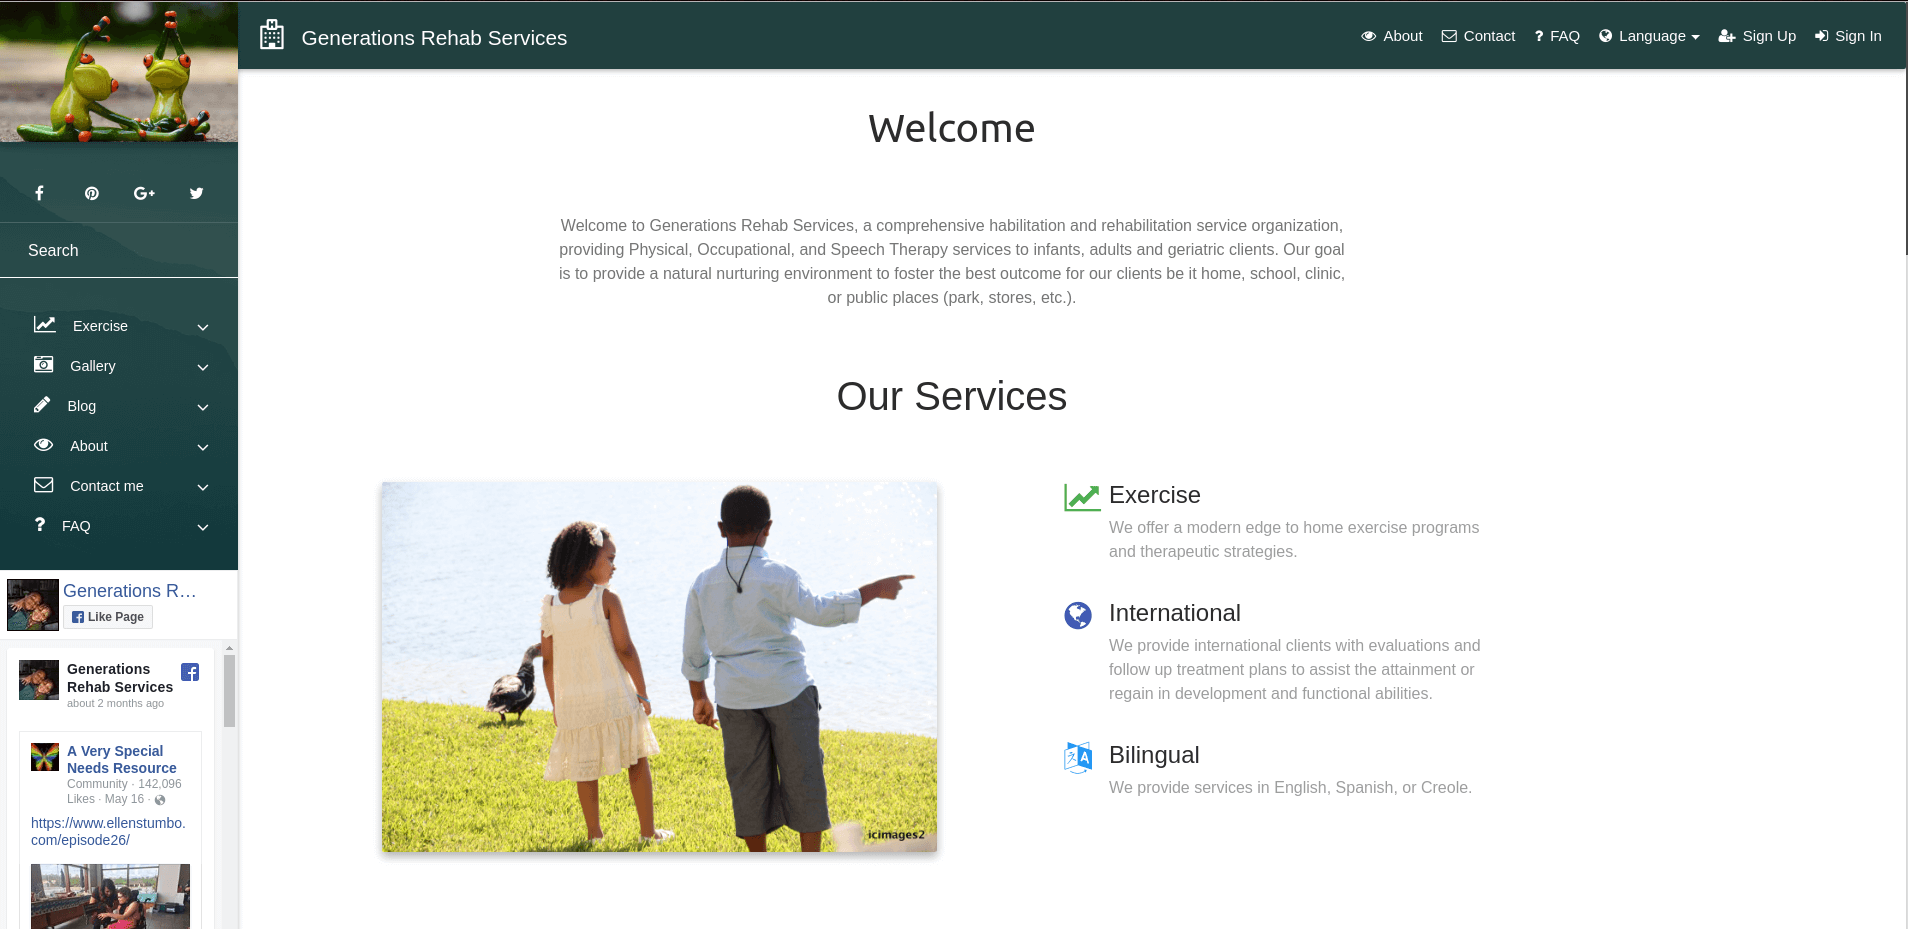 Generations Rehab Services
About
Contact
? FAQ
Language
Sign Up
Sign In
Search
Exercise
Gallery
Blog
About
Contact me
? FAQ
Generations R…
Like Page
Generations
Rehab Services
about 2 months ago
A Very Special
Needs Resource
Community · 142,096
Likes · May 16 ·
https://www.ellenstumbo.
com/episode26/
Welcome
Welcome to Generations Rehab Services, a comprehensive habilitation and rehabilitation service organization,
providing Physical, Occupational, and Speech Therapy services to infants, adults and geriatric clients. Our goal
is to provide a natural nurturing environment to foster the best outcome for our clients be it home, school, clinic,
or public places (park, stores, etc.).
Our Services
icimages2
Exercise
We offer a modern edge to home exercise programs
and therapeutic strategies.
International
We provide international clients with evaluations and
follow up treatment plans to assist the attainment or
regain in development and functional abilities.
Bilingual
We provide services in English, Spanish, or Creole.